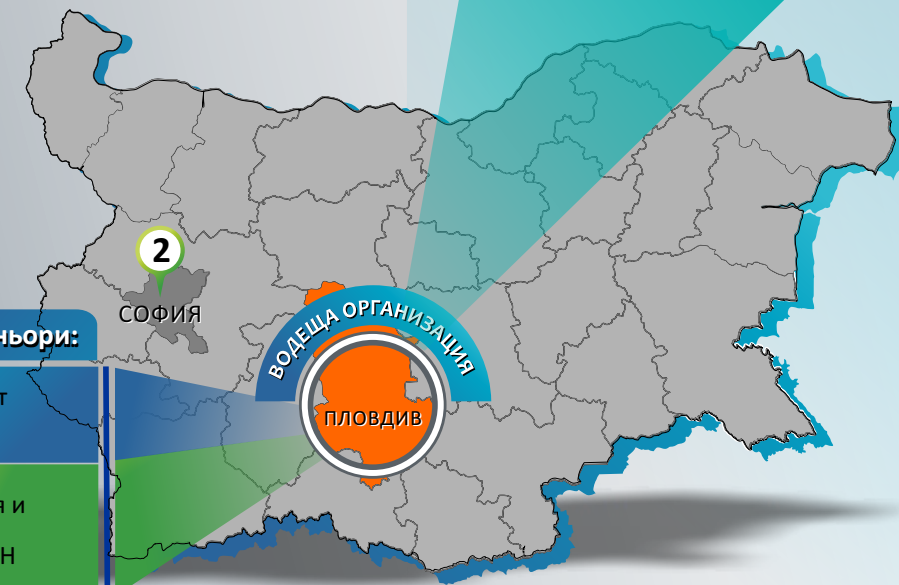 2
СОФИЯ
ВОДЕЩА ОРГАНИЗАЦИЯ
ньори:
ПЛОВДИВ
т
я и
Н